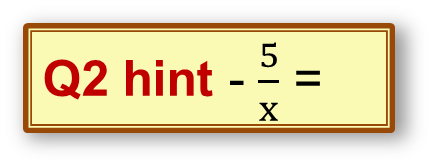 Q2 hint - 5/x =